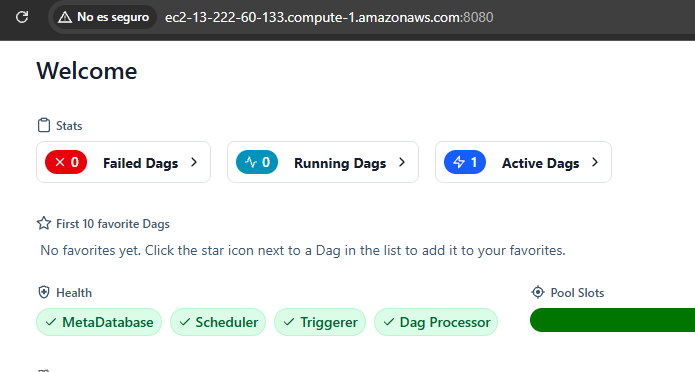 No es seguro ec2-13-222-60-133.compute-1.amazonaws.com:8080
Welcome
Stats
0 Failed Dags
0 Running Dags
1 Active Dags
First 10 favorite Dags
No favorites yet. Click the star icon next to a Dag in the list to add it to your favorites.
Health
MetaDatabase
Scheduler
Triggerer
Dag Processor
Pool Slots